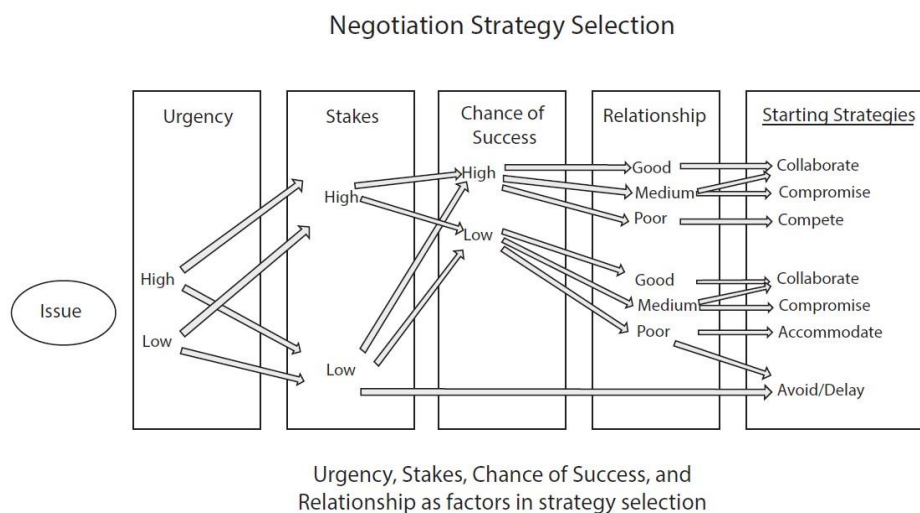 Negotiation Strategy Selection
Urgency
Stakes
Chance of
Success
Relationship
Starting Strategies
Issue
High
Low
High
Low
High
Low
Good
Medium
Poor
Good
Medium
Poor
Collaborate
Compromise
Compete
Collaborate
Compromise
Accommodate
Avoid/Delay
Urgency, Stakes, Chance of Success, and
Relationship as factors in strategy selection